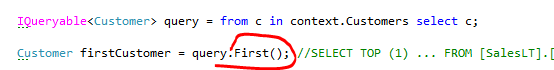 IQueryable<Customer> query = from c in context.Customers select c;
Customer firstCustomer = query.First(); //SELECT TOP (1) ... FROM [SalesLT].[